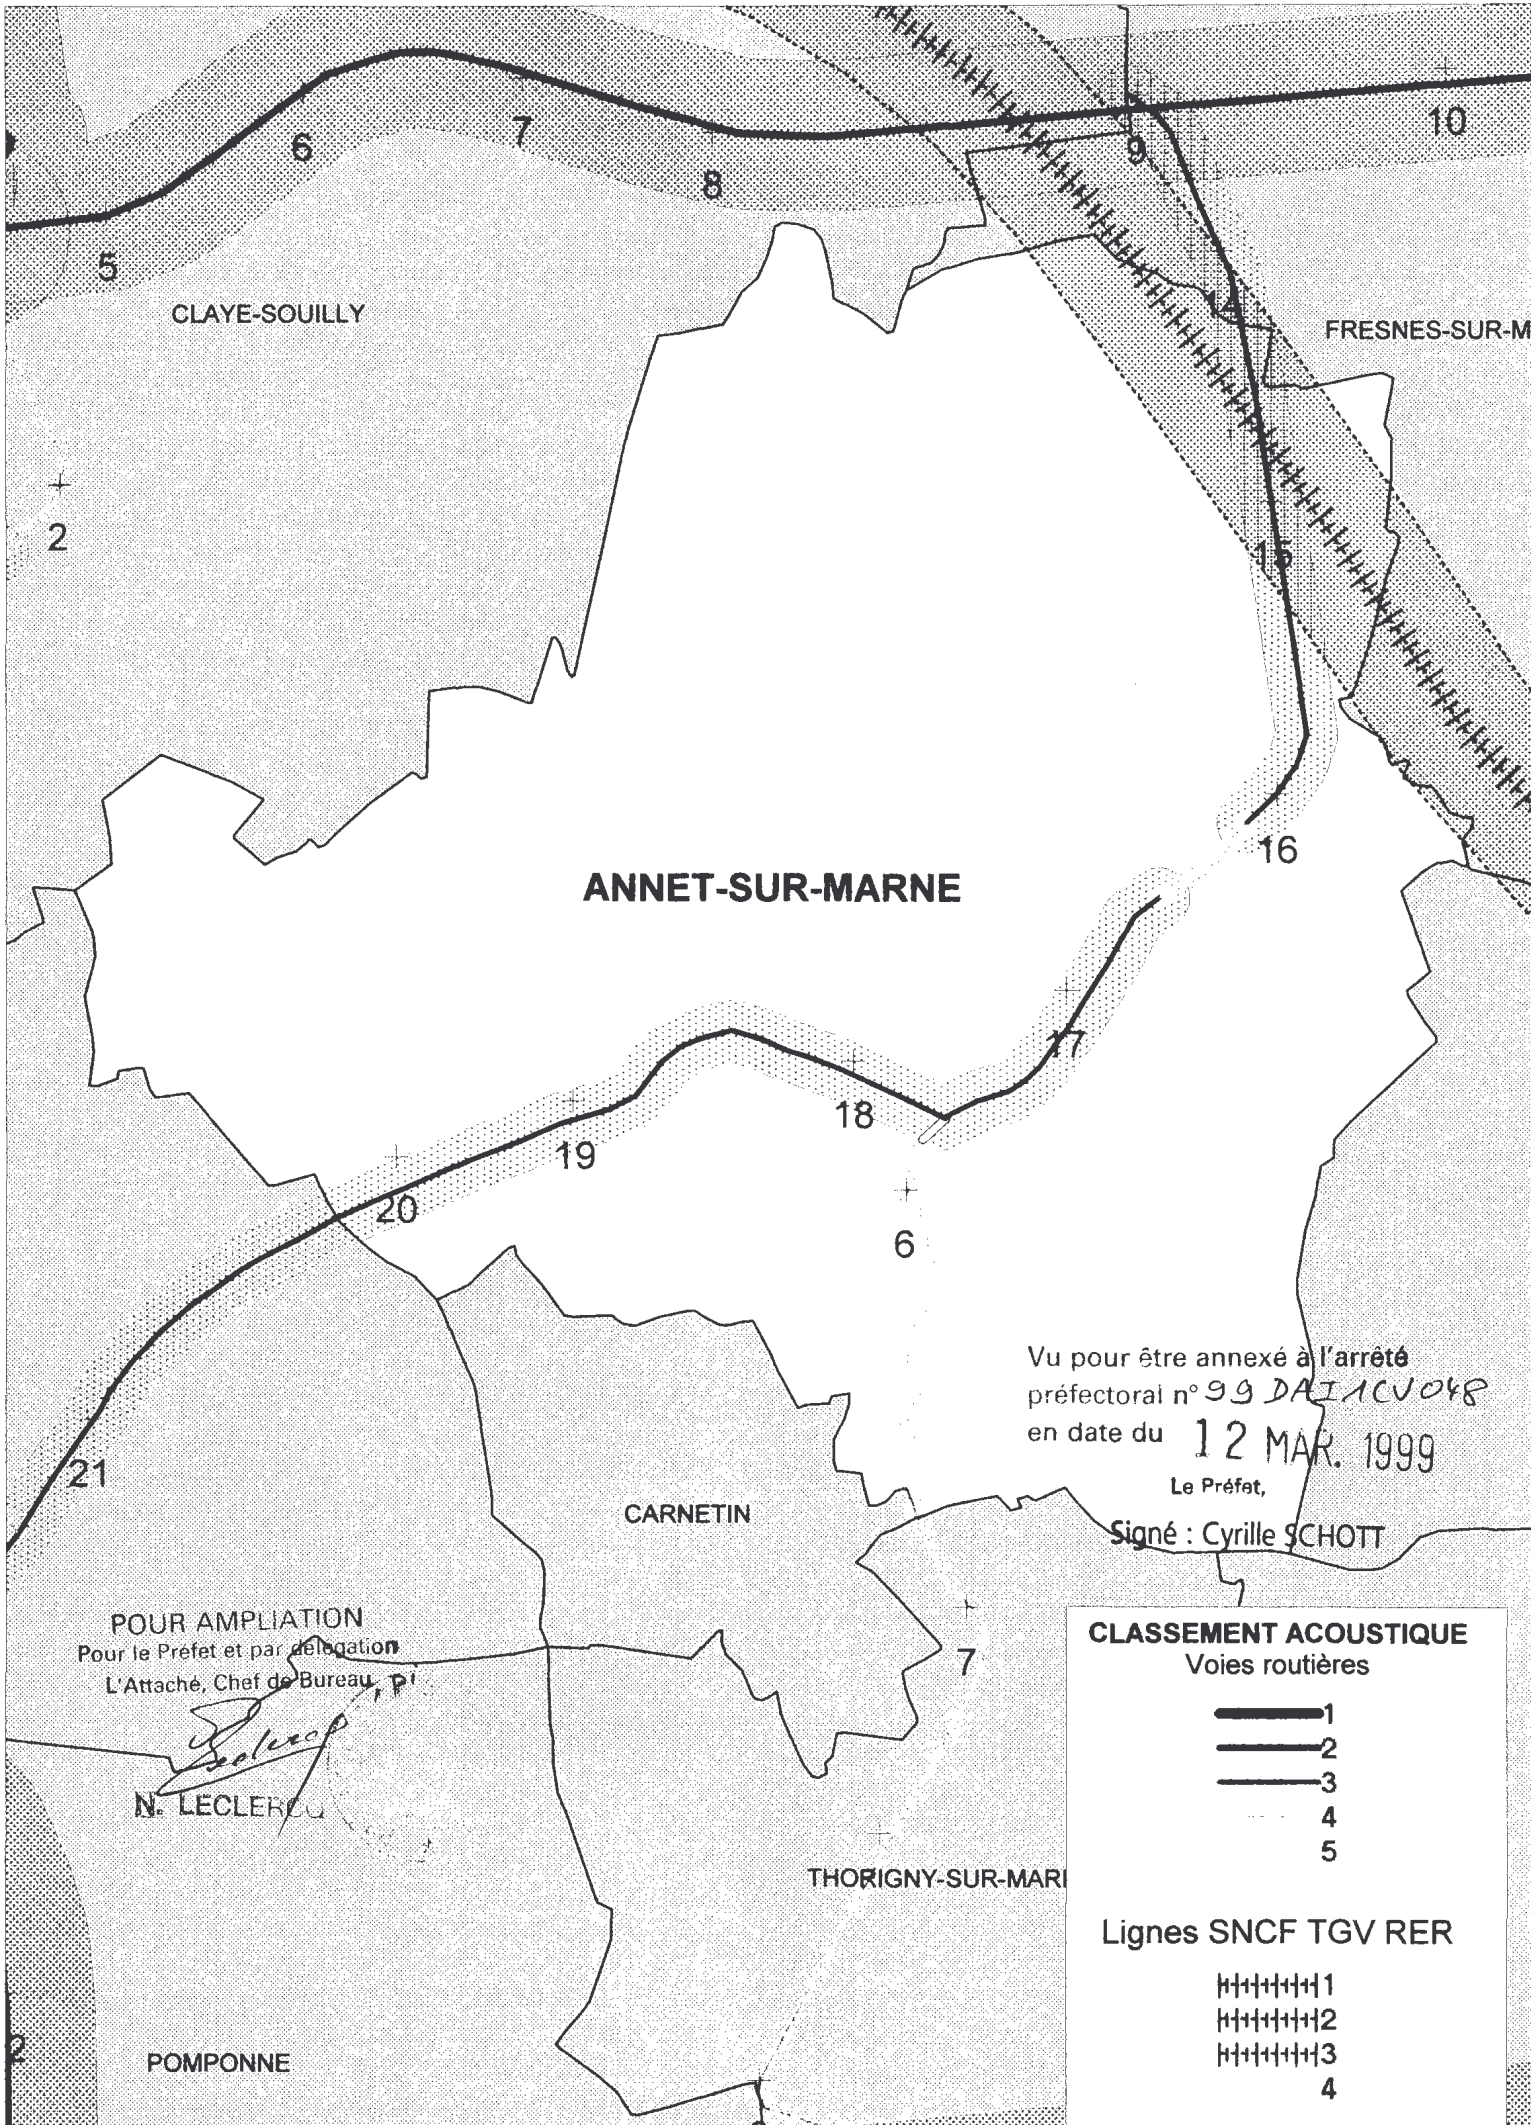 10
6
7
8
9
5
CLAYE-SOUILLY
14
FRESNES-SUR-M
2
15
16
ANNET-SUR-MARNE
17
18
19
20
6
Vu pour être annexé à l'arrêté
préfectoral n° 99 DAI 1CV 048
en date du 12 MAR. 1999
Le Préfet,
Signé : Cyrille SCHOTT
21
CARNETIN
POUR AMPLIATION
Pour le Préfet et par délégation
L'Attaché, Chef de Bureau, pi
Leclercq
N. LECLERCQ
7
CLASSEMENT ACOUSTIQUE
Voies routières
1
2
3
4
5
THORIGNY-SUR-MAR
Lignes SNCF TGV RER
1
2
3
4
2
POMPONNE